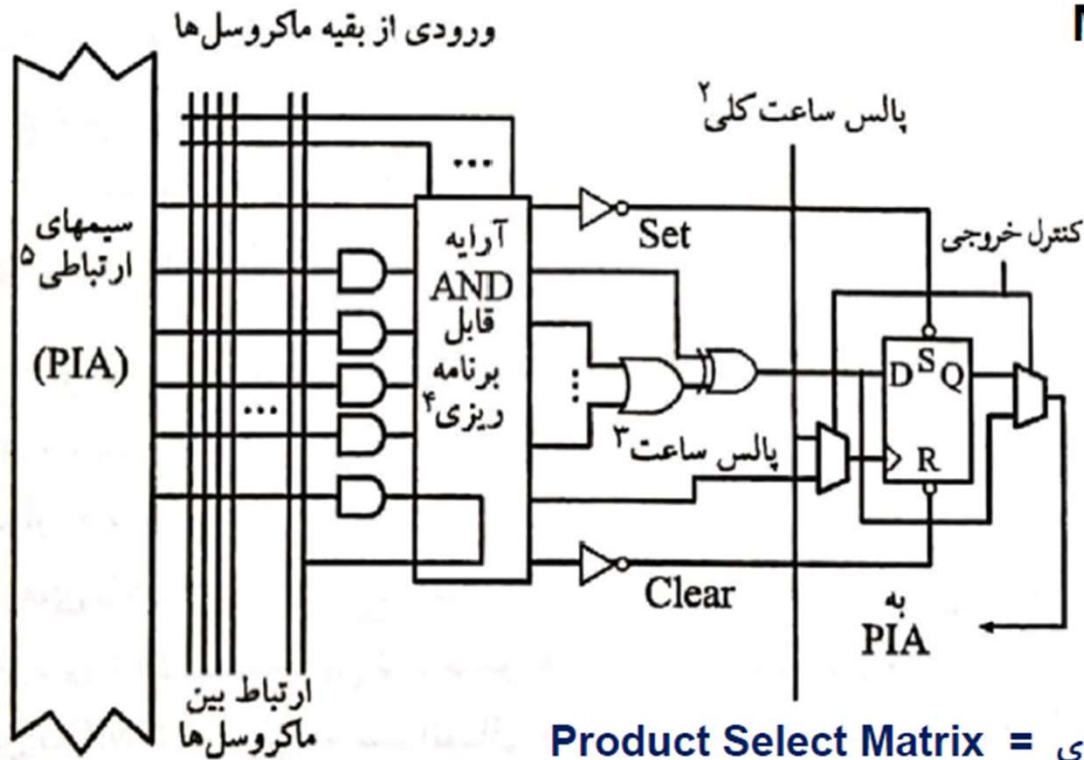 ورودی از بقیه ماکروسل‌ها
پالس ساعت کلی۲
سیمهای
ارتباطی۵
(PIA)
...
...
آرایه
AND
قابل
برنامه
ریزی۴
Set
کنترل خروجی
D S Q
R
پالس ساعت۳
...
Clear
به
PIA
ارتباط بین
ماکروسل‌ها
Product Select Matrix =